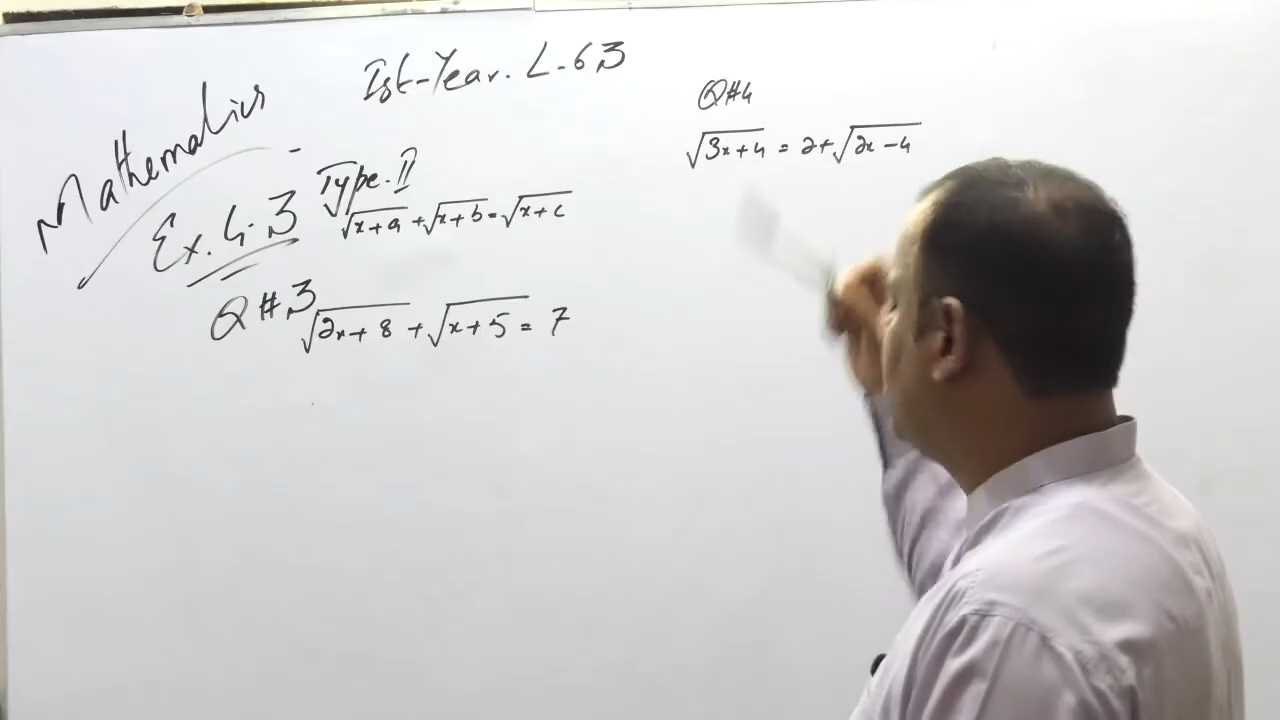 Mathematics
Ist-Year. L-63
Ex. 4.3
Type-II
√x+a + √x+b = √x+c
Q#3
√2x+8 + √x+5 = 7
Q#4
√3x+4 = 2+√2x-4